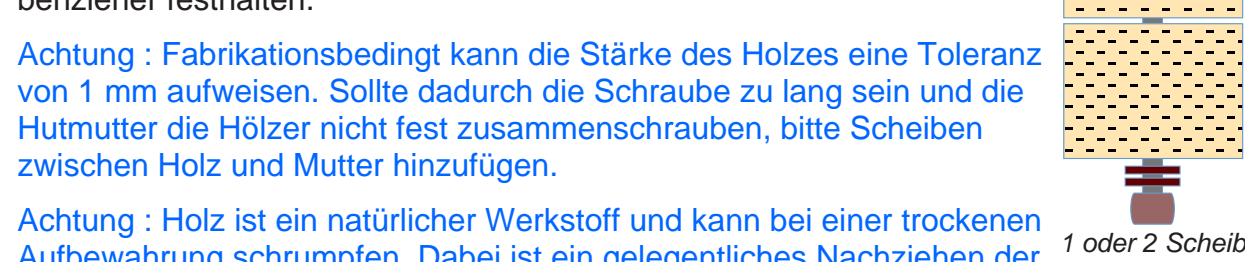 benzieher festhalten.
Achtung : Fabrikationsbedingt kann die Stärke des Holzes eine Toleranz
von 1 mm aufweisen. Sollte dadurch die Schraube zu lang sein und die
Hutmutter die Hölzer nicht fest zusammenschrauben, bitte Scheiben
zwischen Holz und Mutter hinzufügen.
Achtung : Holz ist ein natürlicher Werkstoff und kann bei einer trockenen
Aufbewahrung schrumpfen. Dabei ist ein gelegentliches Nachziehen der
1 oder 2 Scheib